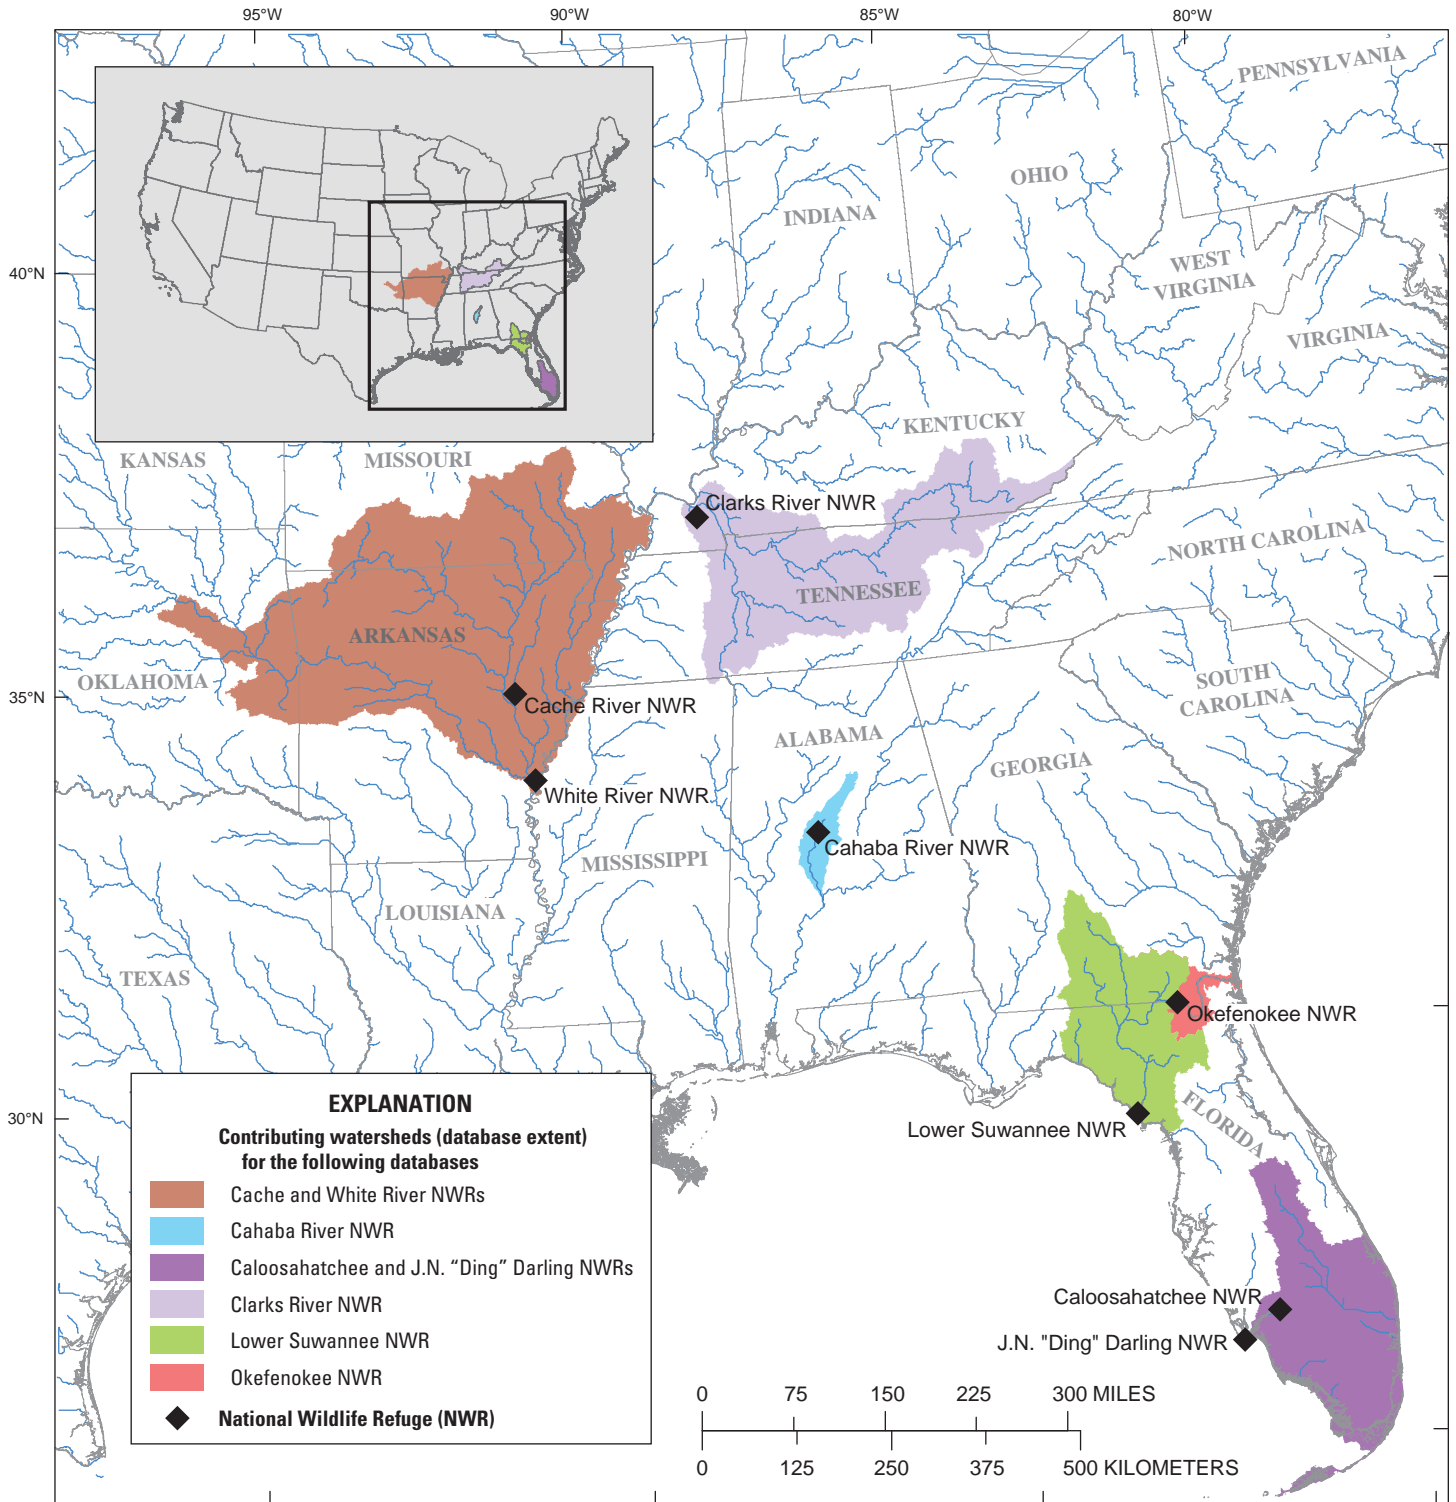 95°W 90°W 85°W 80°W
PENNSYLVANIA
OHIO
INDIANA
WEST
VIRGINIA
40°N
VIRGINIA
KENTUCKY
KANSAS
MISSOURI
Clarks River NWR
NORTH CAROLINA
TENNESSEE
ARKANSAS
OKLAHOMA
SOUTH
CAROLINA
35°N
Cache River NWR
ALABAMA
GEORGIA
White River NWR
Cahaba River NWR
MISSISSIPPI
LOUISIANA
TEXAS
Okefenokee NWR
30°N
Lower Suwannee NWR
FLORIDA
Caloosahatchee NWR
J.N. "Ding" Darling NWR
EXPLANATION
Contributing watersheds (database extent)
for the following databases
Cache and White River NWRs
Cahaba River NWR
Caloosahatchee and J.N. “Ding” Darling NWRs
Clarks River NWR
Lower Suwannee NWR
Okefenokee NWR
National Wildlife Refuge (NWR)
0 75 150 225 300 MILES
0 125 250 375 500 KILOMETERS